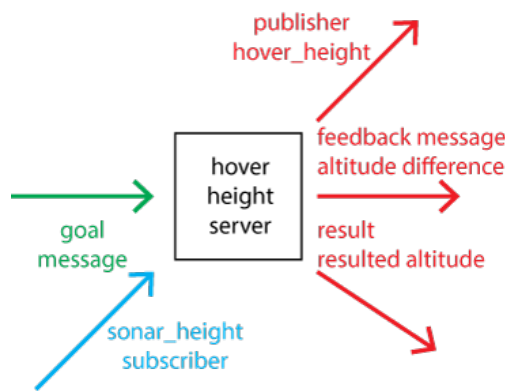 publisher
hover_height
feedback message
altitude difference
hover
height
server
goal
message
result
resulted altitude
sonar_height
subscriber